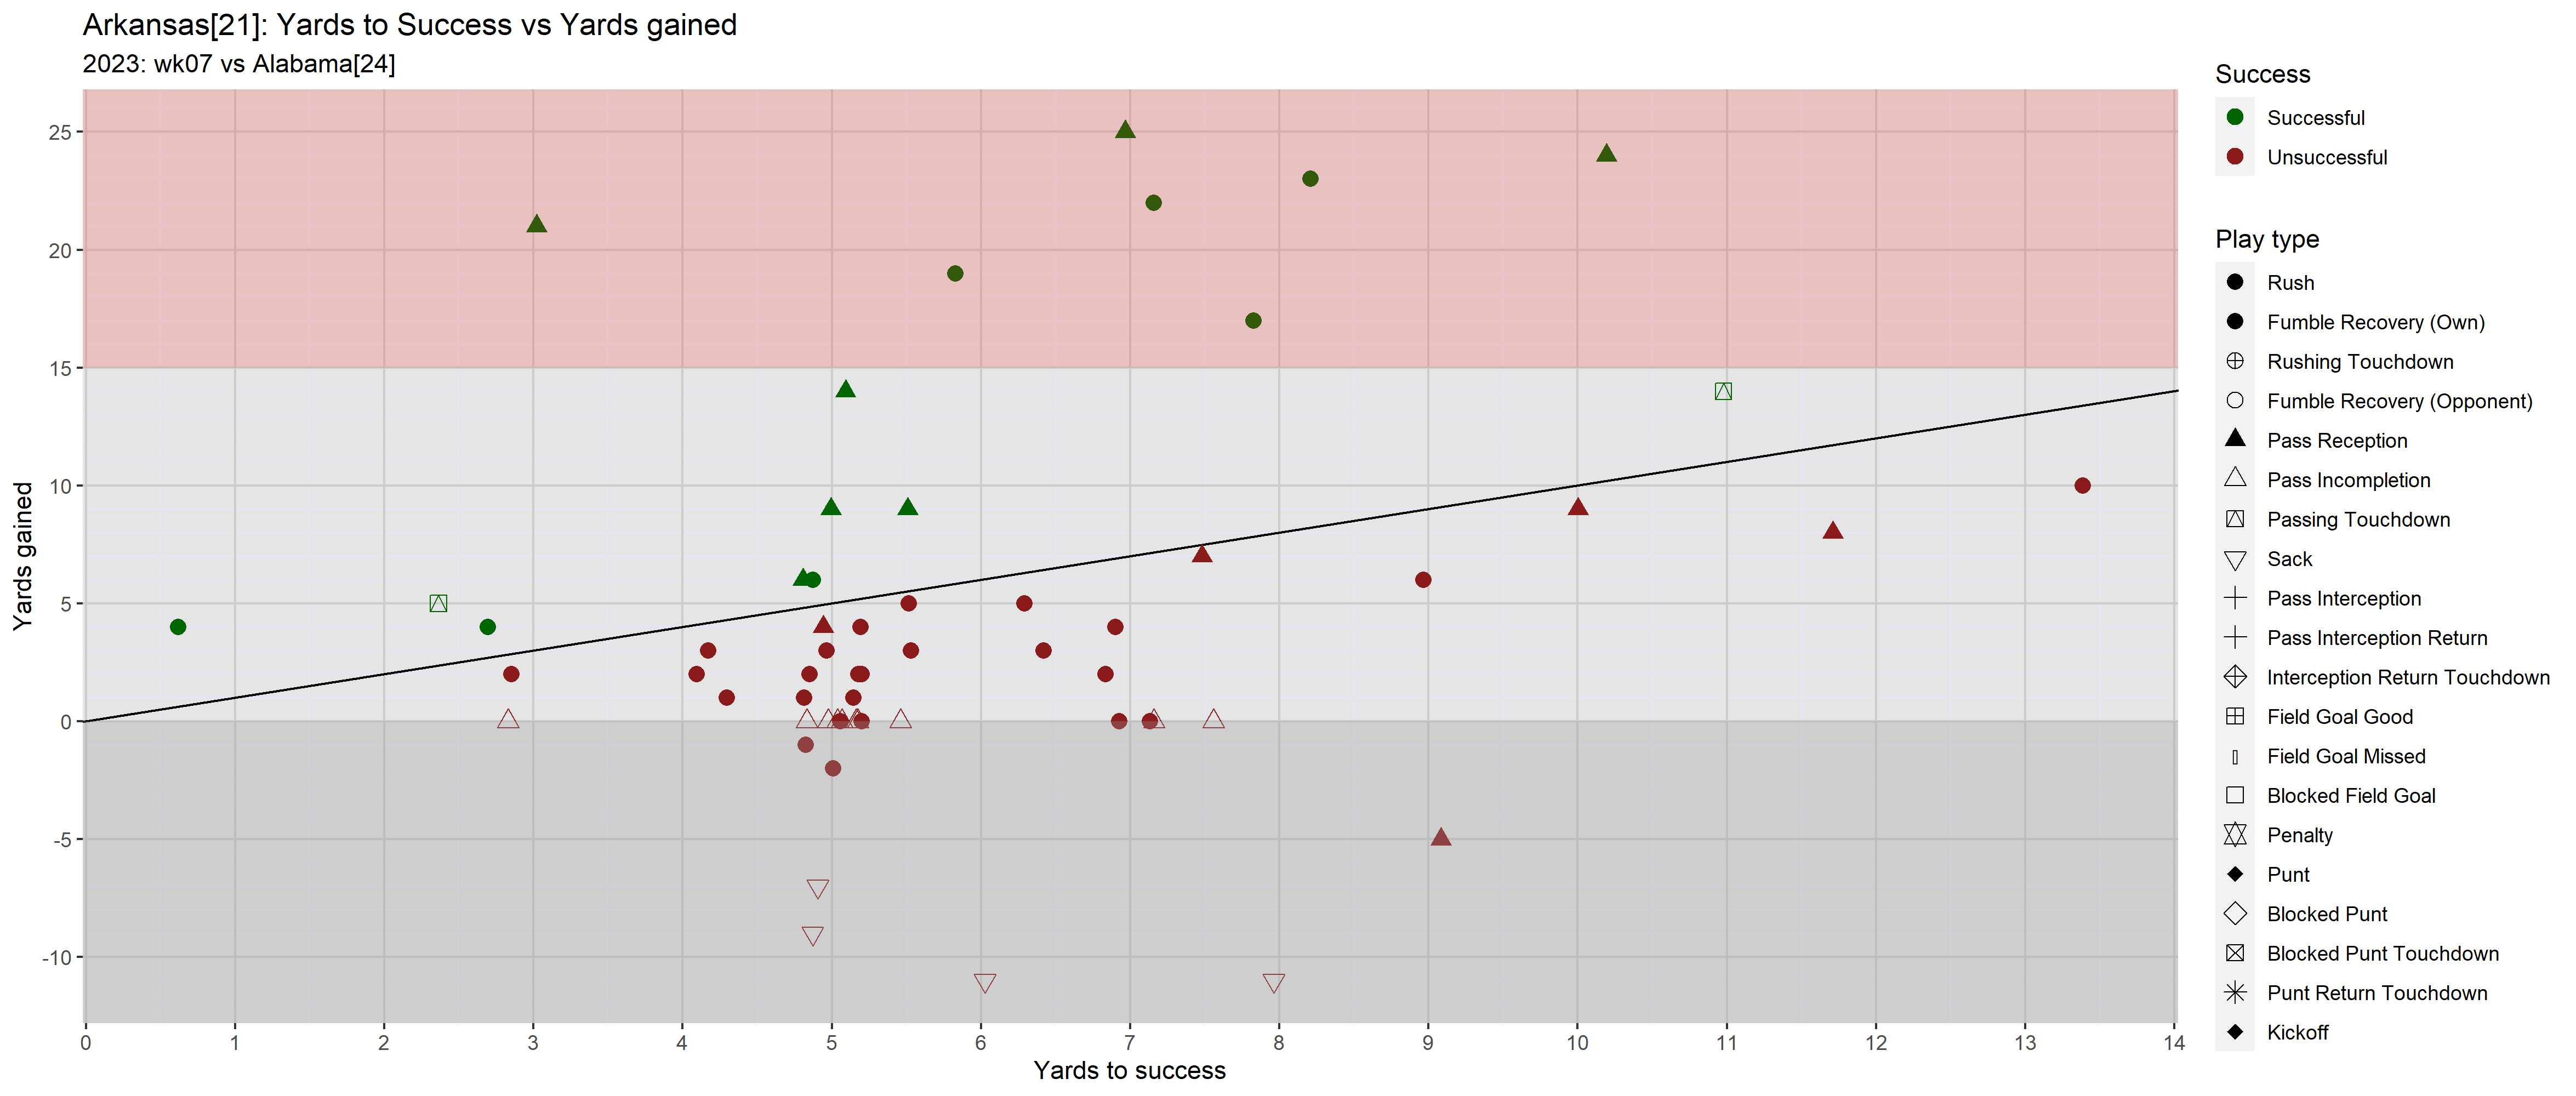 Arkansas[21]: Yards to Success vs Yards gained
2023: wk07 vs Alabama[24]
Yards gained
25
20
15
10
5
0
-5
-10
0 1 2 3 4 5 6 7 8 9 10 11 12 13 14
Yards to success
Success
Successful
Unsuccessful
Play type
Rush
Fumble Recovery (Own)
Rushing Touchdown
Fumble Recovery (Opponent)
Pass Reception
Pass Incompletion
Passing Touchdown
Sack
Pass Interception
Pass Interception Return
Interception Return Touchdown
Field Goal Good
Field Goal Missed
Blocked Field Goal
Penalty
Punt
Blocked Punt
Blocked Punt Touchdown
Punt Return Touchdown
Kickoff